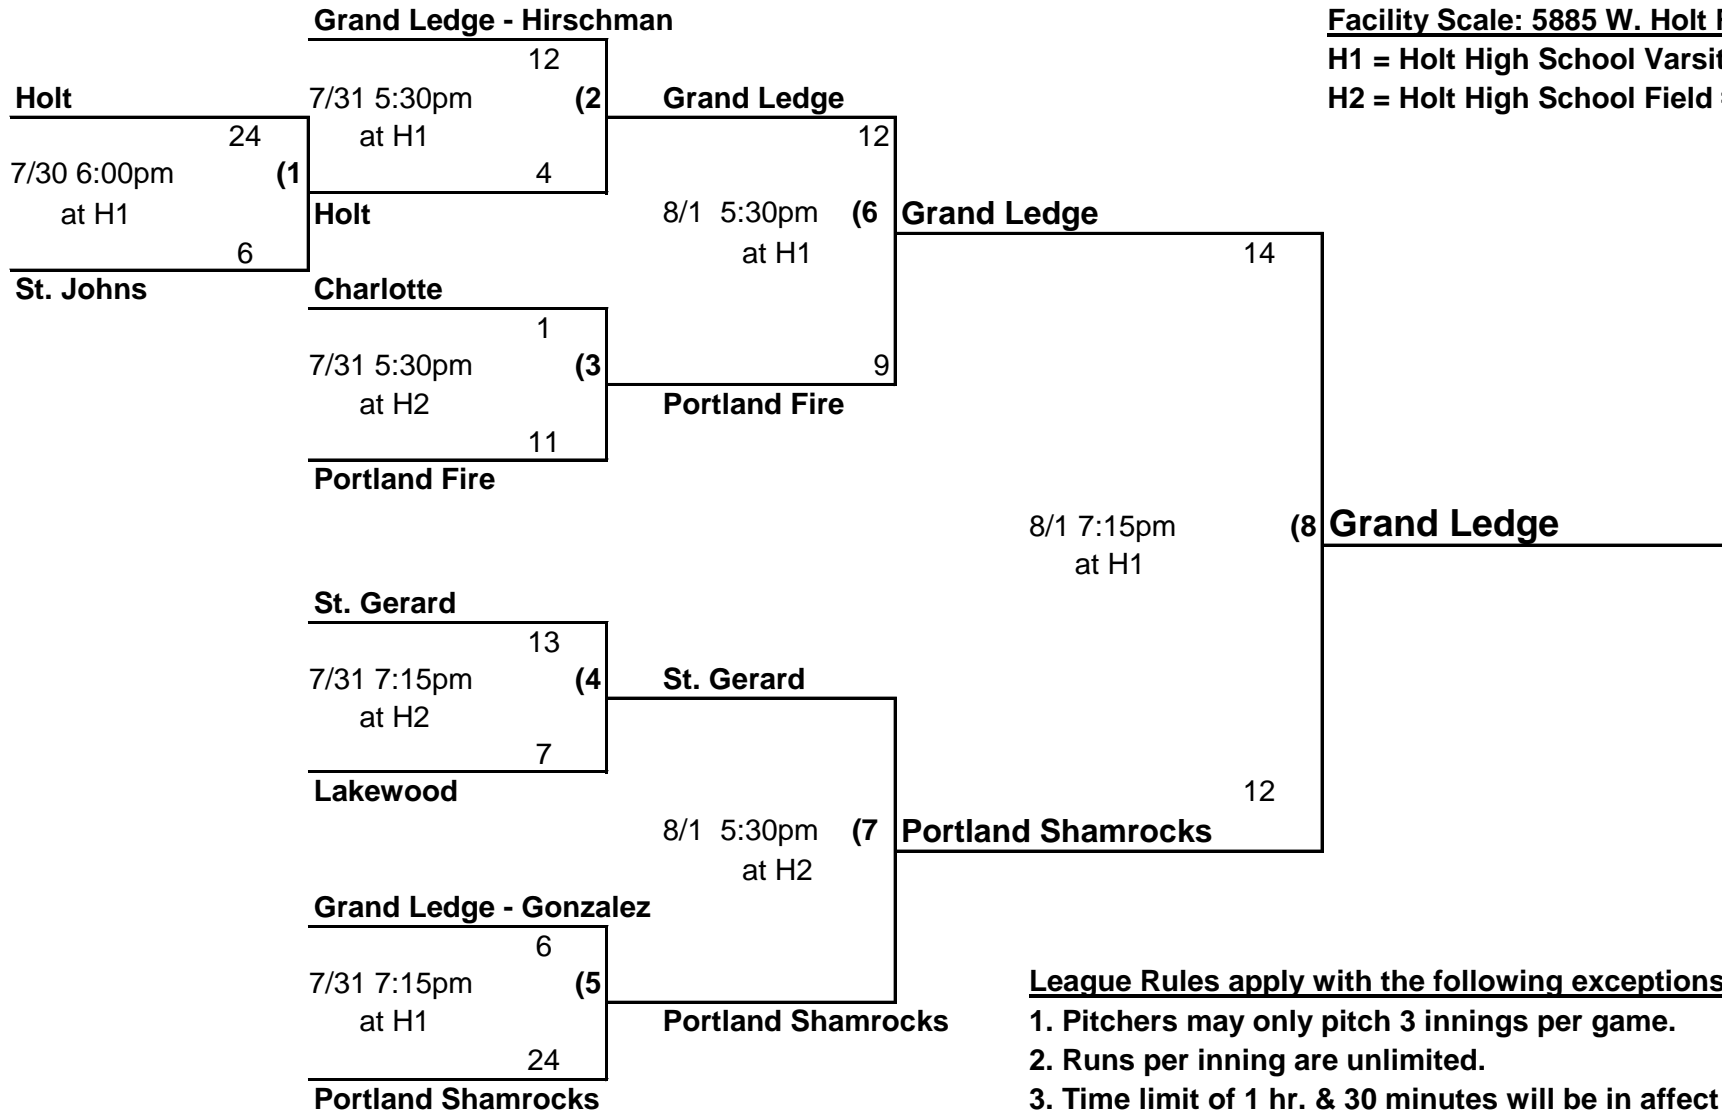 Grand Ledge - Hirschman
Facility Scale: 5885 W. Holt
12
H1 = Holt High School
Holt
7/31 5:30pm (2
Grand Ledge
H2 = Holt High School Field
24
at H1
12
7/30 6:00pm (1
4
at H1
Holt
8/1 5:30pm (6
Grand Ledge
6
at H1
14
St. Johns
Charlotte
1
7/31 5:30pm (3
9
at H2
Portland Fire
11
Portland Fire
8/1 7:15pm (8
Grand Ledge
at H1
St. Gerard
13
7/31 7:15pm (4
St. Gerard
at H2
7
Lakewood
12
8/1 5:30pm (7
Portland Shamrocks
at H2
Grand Ledge - Gonzalez
6
7/31 7:15pm (5
League Rules apply with the following exceptions
at H1
Portland Shamrocks
1. Pitchers may only pitch 3 innings per game.
24
2. Runs per inning are unlimited.
Portland Shamrocks
3. Time limit of 1 hr. & 30 minutes will be in affect